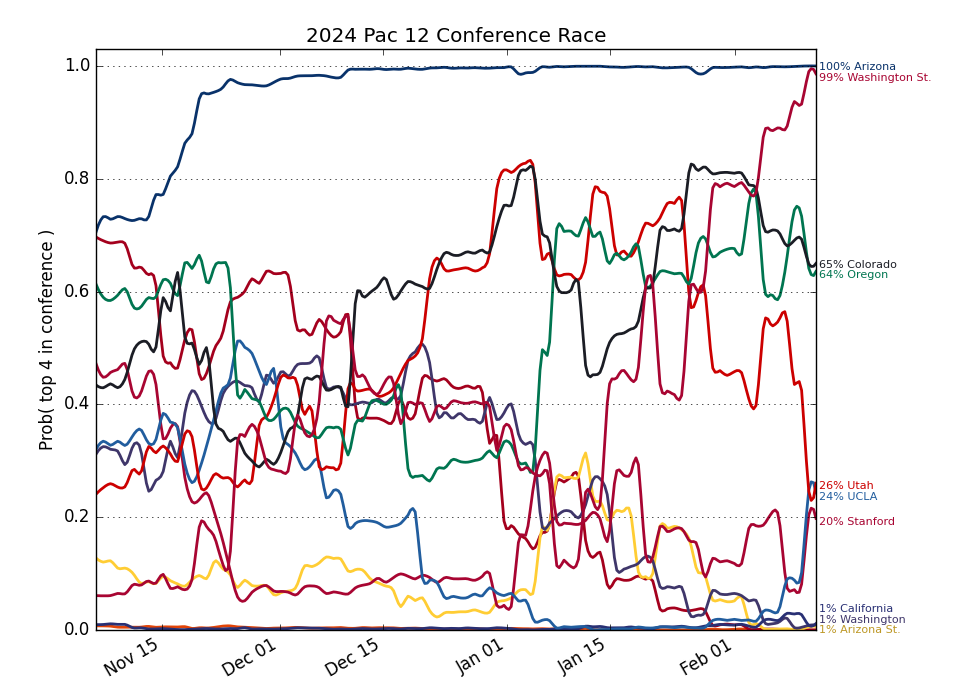 2024 Pac 12 Conference Race
Prob( top 4 in conference )
1.0
0.8
0.6
0.4
0.2
0.0
Nov 15
Dec 01
Dec 15
Jan 01
Jan 15
Feb 01
100% Arizona
99% Washington St.
65% Colorado
64% Oregon
26% Utah
24% UCLA
20% Stanford
1% California
1% Washington
1% Arizona St.